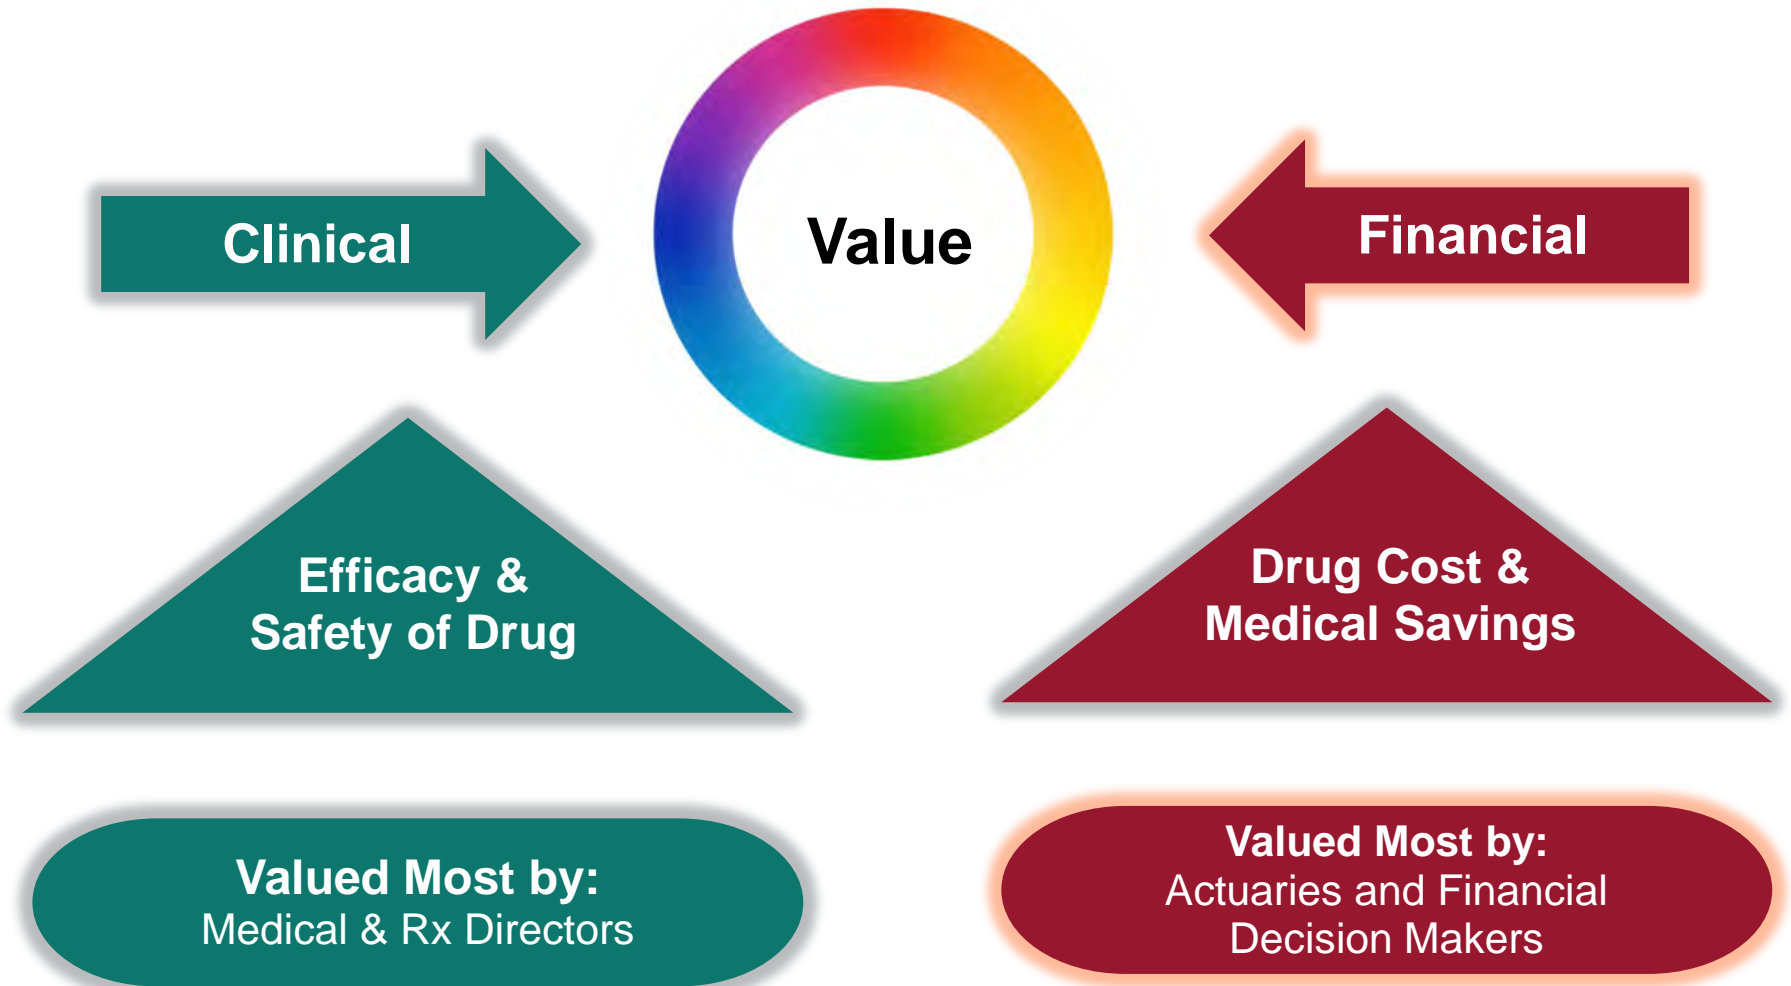 Clinical
Value
Financial
Efficacy &
Safety of Drug
Drug Cost &
Medical Savings
Valued Most by:
Medical & Rx Directors
Valued Most by:
Actuaries and Financial
Decision Makers